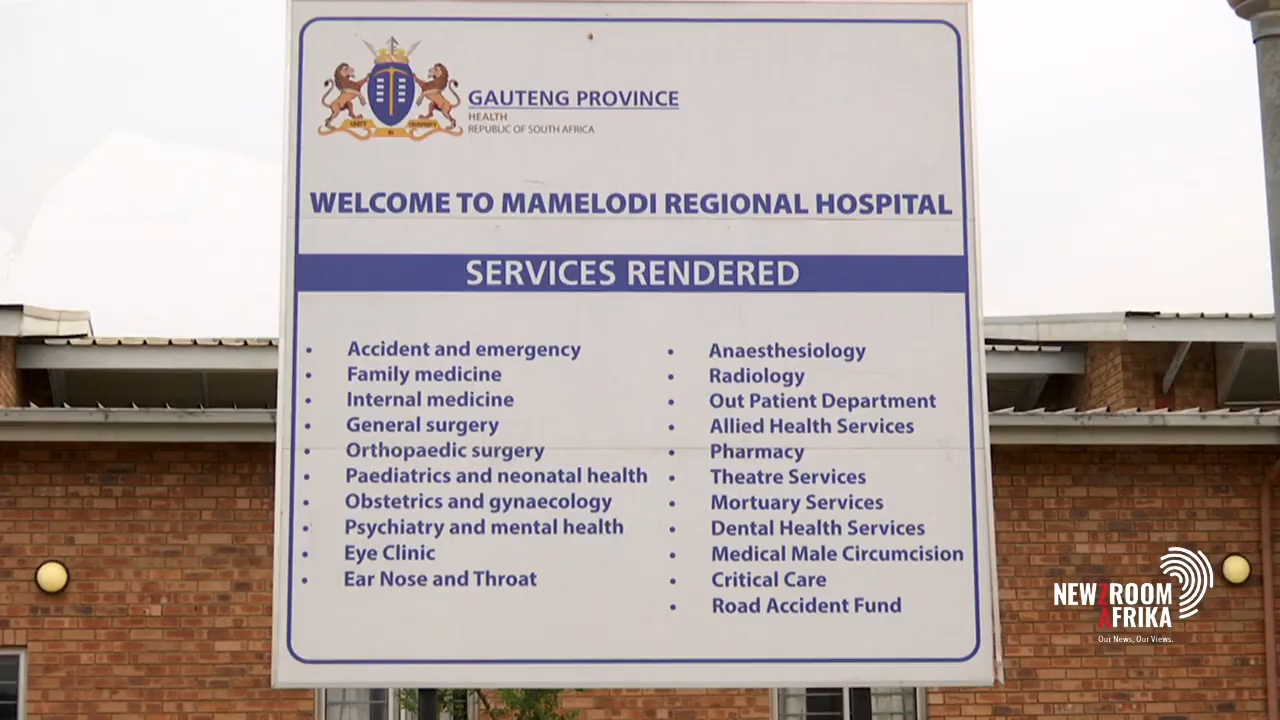 GAUTENG PROVINCE
HEALTH
REPUBLIC OF SOUTH AFRICA
UNITY IN DIVERSITY
WELCOME TO MAMELODI REGIONAL HOSPITAL
SERVICES RENDERED
• Accident and emergency
• Family medicine
• Internal medicine
• General surgery
• Orthopaedic surgery
• Paediatrics and neonatal health
• Obstetrics and gynaecology
• Psychiatry and mental health
• Eye Clinic
• Ear Nose and Throat
• Anaesthesiology
• Radiology
• Out Patient Department
• Allied Health Services
• Pharmacy
• Theatre Services
• Mortuary Services
• Dental Health Services
• Medical Male Circumcision
• Critical Care
• Road Accident Fund
NEWZROOM
AFRIKA
Our News, Our Views.